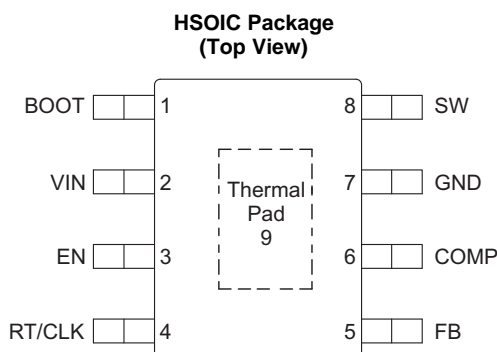 HSOIC Package
(Top View)
BOOT 1 8 SW
VIN 2 7 GND
Thermal
Pad
9
EN 3 6 COMP
RT/CLK 4 5 FB